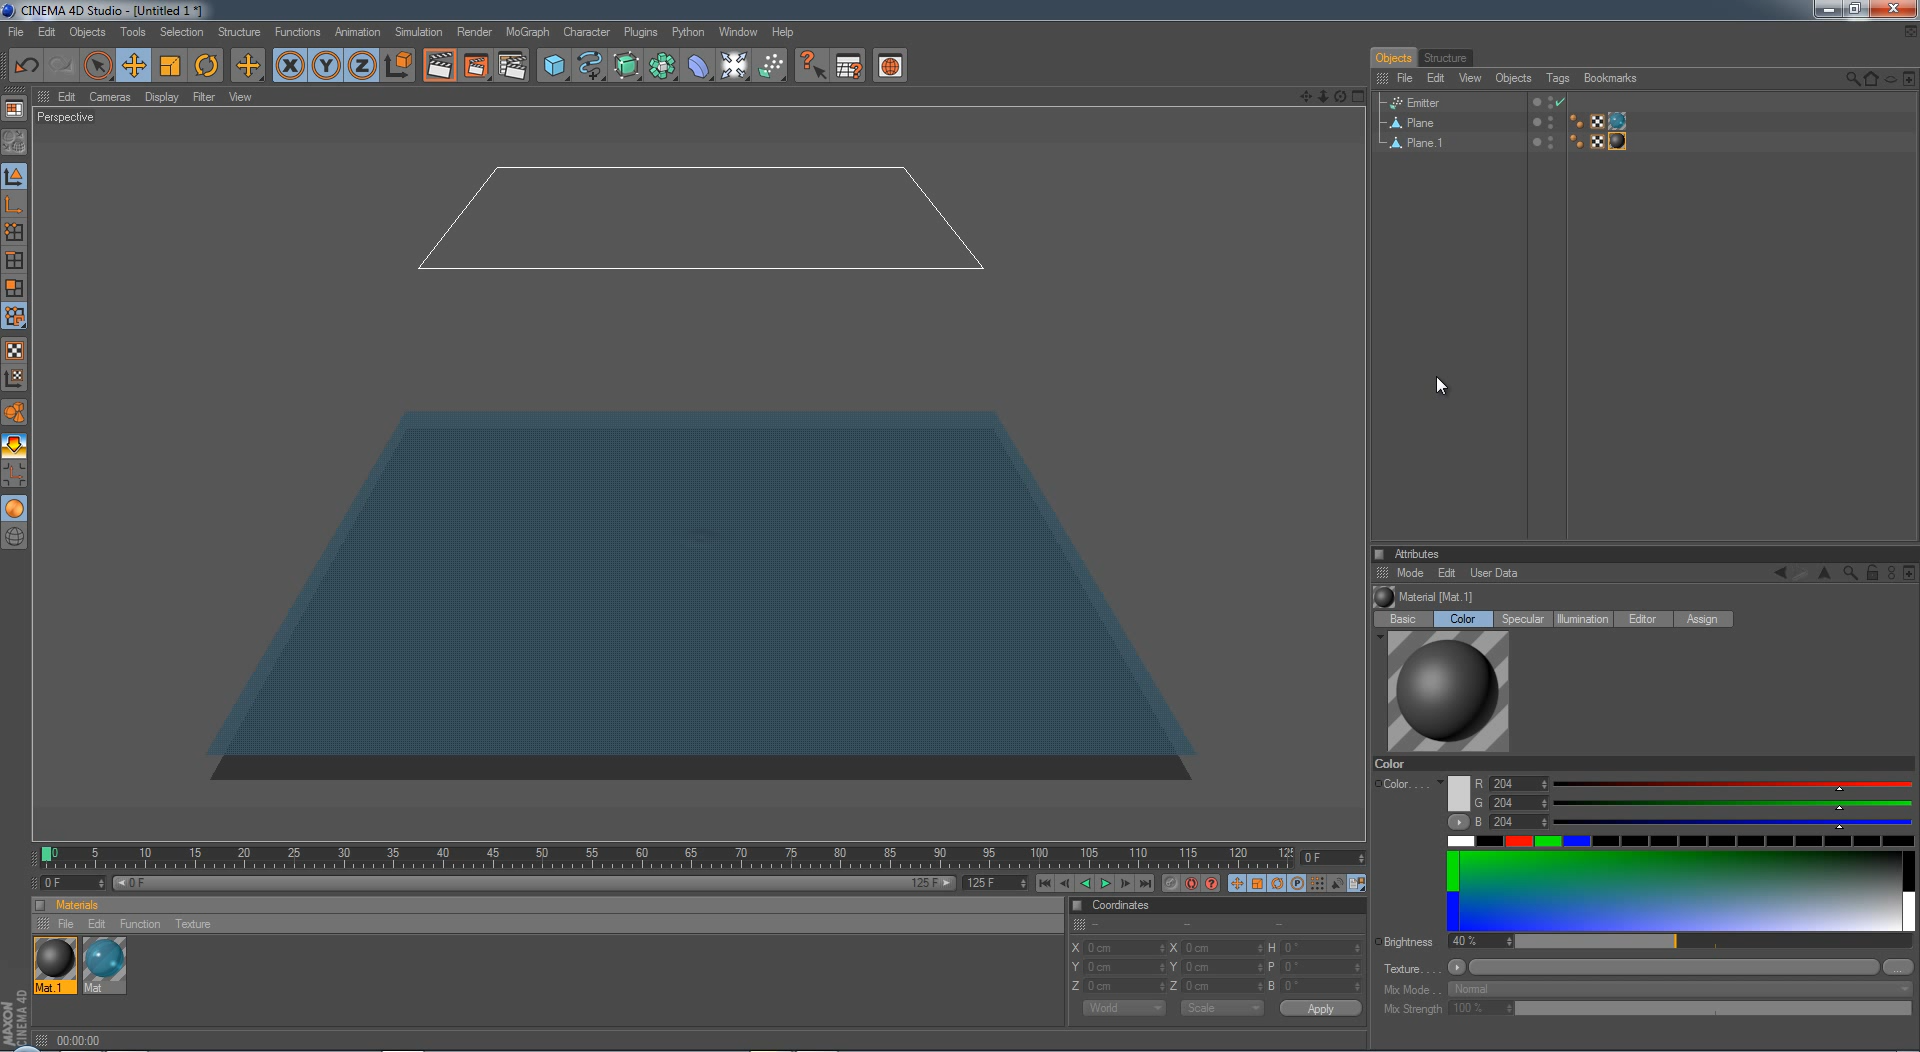 CINEMA 4D Studio - [Untitled 1 *]
File Edit Objects Tools Selection Structure Functions Animation Simulation Render MoGraph Character Plugins Python Window Help
Edit Cameras Display Filter View
Perspective
Objects Structure
File Edit View Objects Tags Bookmarks
Emitter
Plane
Plane.1
Attributes
Mode Edit User Data
Material [Mat.1]
Basic Color Specular Illumination Editor Assign
Color
Color. . . . R 204
G 204
B 204
Brightness 40 %
Texture. . . . ...
Mix Mode . . Normal
Mix Strength 100 %
0 5 10 15 20 25 30 35 40 45 50 55 60 65 70 75 80 85 90 95 100 105 110 115 120 125 0 F
0 F 0 F 125 F 125 F
Materials
File Edit Function Texture
Mat.1 Mat
Coordinates
-- -- --
X 0 cm X 0 cm H 0 °
Y 0 cm Y 0 cm P 0 °
Z 0 cm Z 0 cm B 0 °
World Scale Apply
MAXON
CINEMA 4D
00:00:00